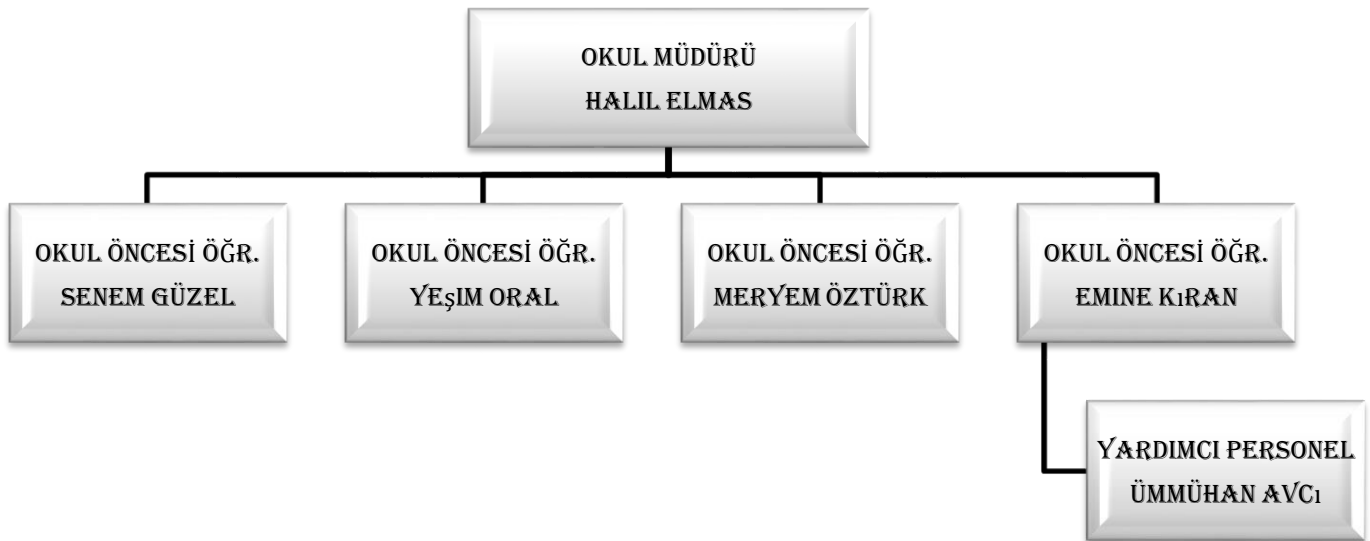 OKUL MÜDÜRÜ
HALIL ELMAS
OKUL ÖNCESİ ÖĞR.
SENEM GÜZEL
OKUL ÖNCESİ ÖĞR.
YEşIM ORAL
OKUL ÖNCESİ ÖĞR.
MERYEM ÖZTÜRK
OKUL ÖNCESİ ÖĞR.
EMINE KıRAN
YARDIMCI PERSONEL
ÜMMÜHAN AVCı